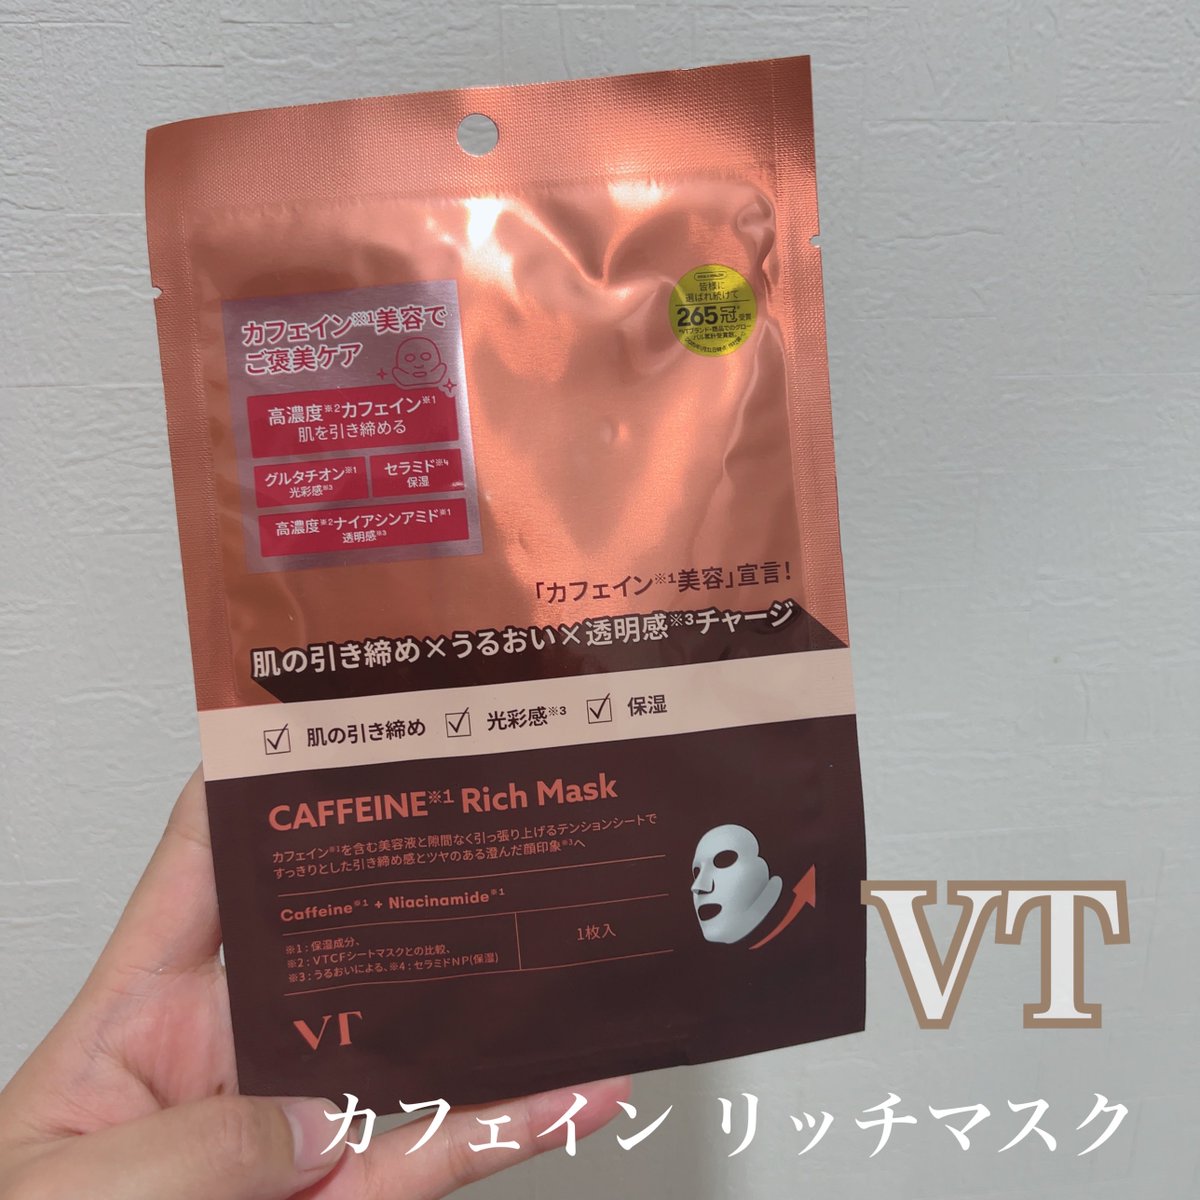 カフェイン※1美容で
ご褒美ケア
高濃度※2カフェイン※1
肌を引き締める
グルタチオン※1
光彩感※3
セラミド※4
保湿
高濃度※2ナイアシンアミド※1
透明感※3
皆様に
選ばれ続けて
265冠※受賞
「カフェイン※1美容」宣言!
肌の引き締め×うるおい×透明感※3チャージ
肌の引き締め 光彩感※3 保湿
CAFFEINE※1 Rich Mask
カフェイン※1を含む美容液と隙間なく引っ張り上げるテンションシートで
すっきりとした引き締め感とツヤのある澄んだ顔印象※3へ
Caffeine※1 + Niacinamide※1
※1:保湿成分、
※2:VTCFシートマスクとの比較、
※3:うるおいによる、※4:セラミドNP(保湿)
1枚入
VT
VT
カフェイン リッチマスク